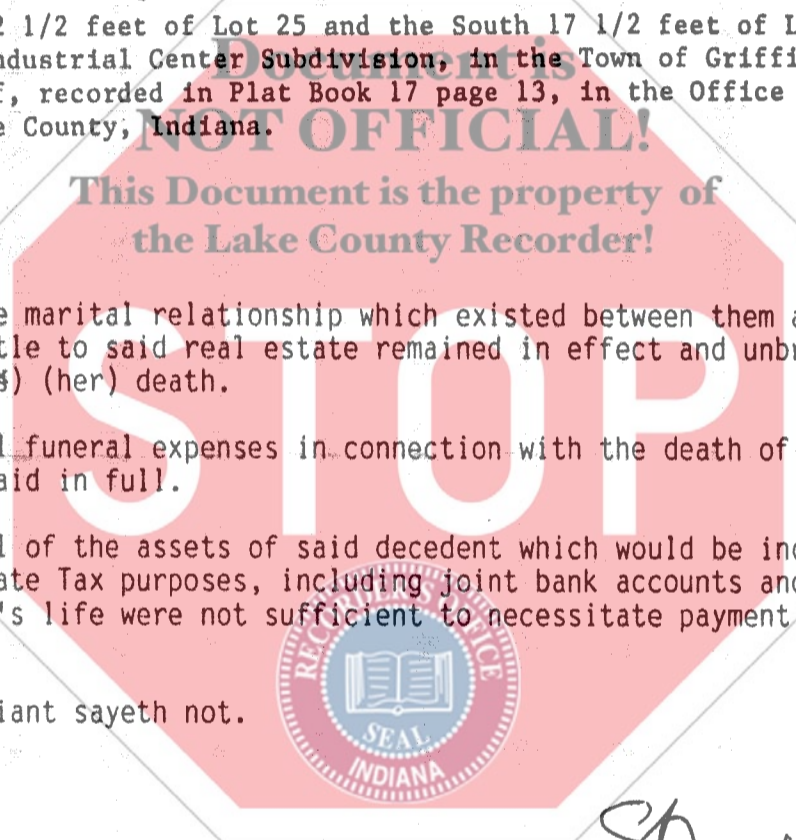 2 1/2 feet of Lot 25 and the South 17 1/2 feet of L
ndustrial Center Subdivision, in the Town of Griffi
Document is
f, recorded in Plat Book 17 page 13, in the Office
e County, Indiana.
NOT OFFICIAL!
This Document is the property of
the Lake County Recorder!
e marital relationship which existed between them a
tle to said real estate remained in effect and unb
) (her) death.
STOP
l funeral expenses in connection with the death of
aid in full.
l of the assets of said decedent which would be in
ate Tax purposes, including joint bank accounts an
's life were not sufficient to necessitate payment
RECORDER'S OFFICE
iant sayeth not.
SEAL
INDIANA